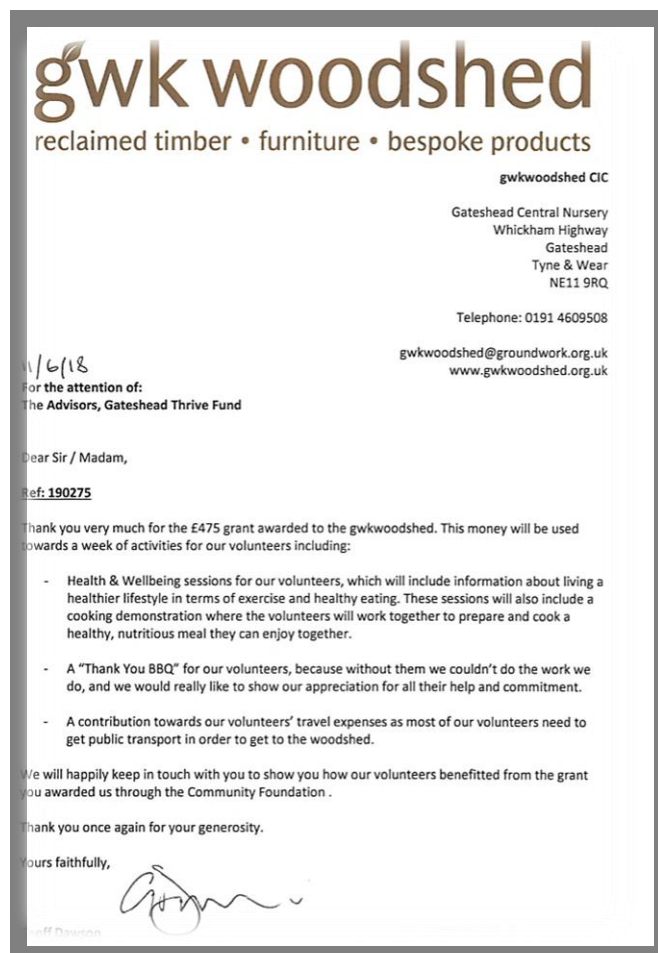 gwk woodshed
reclaimed timber • furniture • bespoke products
gwkwoodshed CIC
Gateshead Central Nursery
Whickham Highway
Gateshead
Tyne & Wear
NE11 9RQ
Telephone: 0191 4609508
gwkwoodshed@groundwork.org.uk
www.gwkwoodshed.org.uk
11/6/18
For the attention of:
The Advisors, Gateshead Thrive Fund
Dear Sir / Madam,
Ref: 190275
Thank you very much for the £475 grant awarded to the gwkwoodshed. This money will be used
towards a week of activities for our volunteers including:
- Health & Wellbeing sessions for our volunteers, which will include information about living a
healthier lifestyle in terms of exercise and healthy eating. These sessions will also include a
cooking demonstration where the volunteers will work together to prepare and cook a
healthy, nutritious meal they can enjoy together.
- A “Thank You BBQ” for our volunteers, because without them we couldn’t do the work we
do, and we would really like to show our appreciation for all their help and commitment.
- A contribution towards our volunteers’ travel expenses as most of our volunteers need to
get public transport in order to get to the woodshed.
We will happily keep in touch with you to show you how our volunteers benefitted from the grant
you awarded us through the Community Foundation .
Thank you once again for your generosity.
Yours faithfully,
Dawson